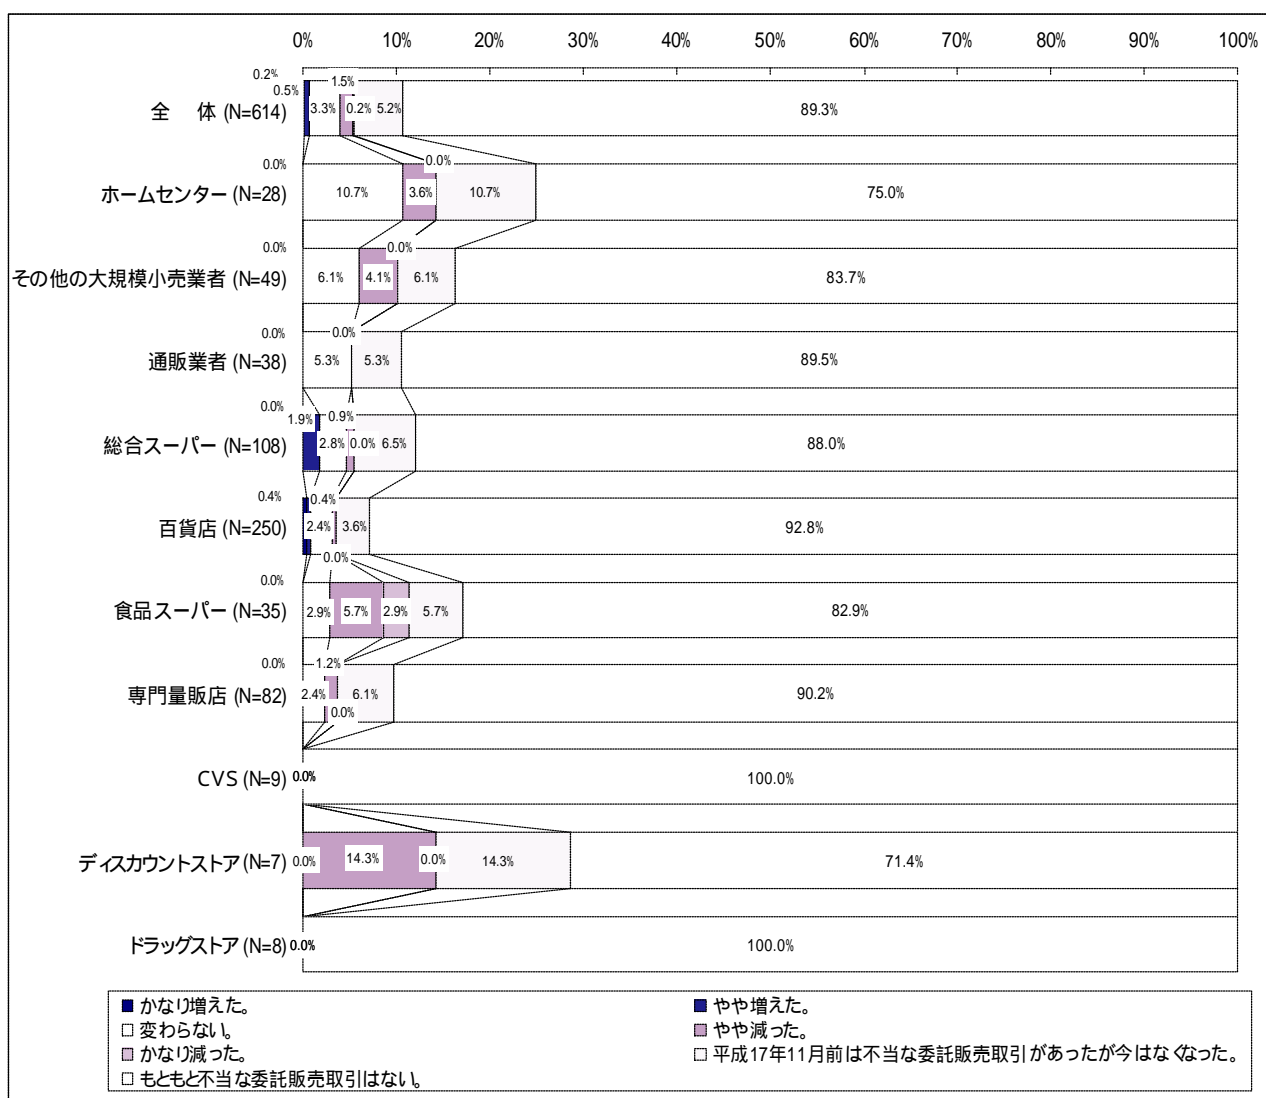 0% 10% 20% 30% 40% 50% 60% 70% 80% 90% 100%
0.2% 1.5%
0.5%
全 体 (N=614) 3.3% 0.2% 5.2% 89.3%
0.0% 0.0%
ホームセンター (N=28) 10.7% 3.6% 10.7% 75.0%
0.0% 0.0%
その他の大規模小売業者 (N=49) 6.1% 4.1% 6.1% 83.7%
0.0% 0.0%
通販業者 (N=38) 5.3% 5.3% 89.5%
0.0%
1.9% 0.9%
総合スーパー (N=108) 2.8% 0.0% 6.5% 88.0%
0.4% 0.4%
百貨店 (N=250) 2.4% 3.6% 92.8%
0.0%
0.0%
食品スーパー (N=35) 2.9% 5.7% 2.9% 5.7% 82.9%
0.0% 1.2%
専門量販店 (N=82) 2.4% 6.1% 90.2%
0.0%
CVS (N=9) 0.0% 100.0%
ディスカウントストア (N=7) 0.0% 14.3% 0.0% 14.3% 71.4%
ドラッグストア (N=8) 0.0% 100.0%
かなり増えた。 やや増えた。
変わらない。 やや減った。
かなり減った。 平成17年11月前は不当な委託販売取引があったが今はなくなった。
もともと不当な委託販売取引はない。